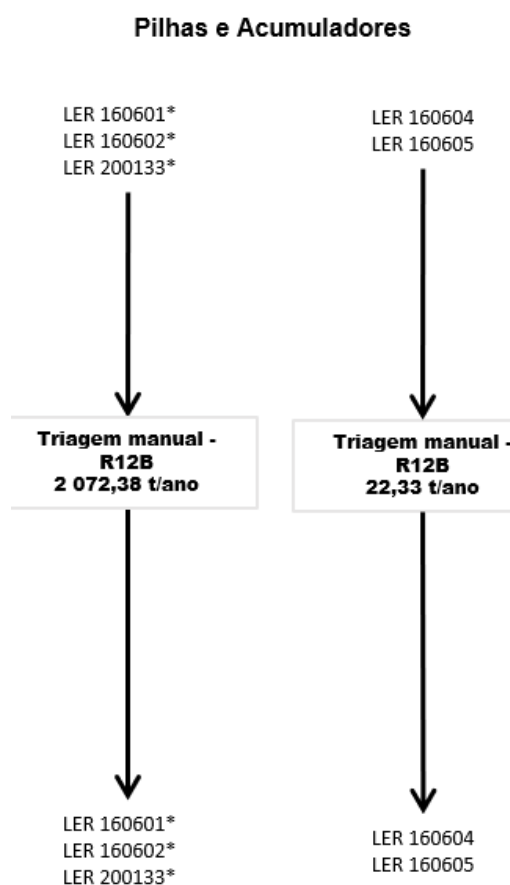 Pilhas e Acumuladores
LER 160601*
LER 160602*
LER 200133*
LER 160604
LER 160605
Triagem manual -
R12B
2 072,38 t/ano
Triagem manual -
R12B
22,33 t/ano
LER 160601*
LER 160602*
LER 200133*
LER 160604
LER 160605